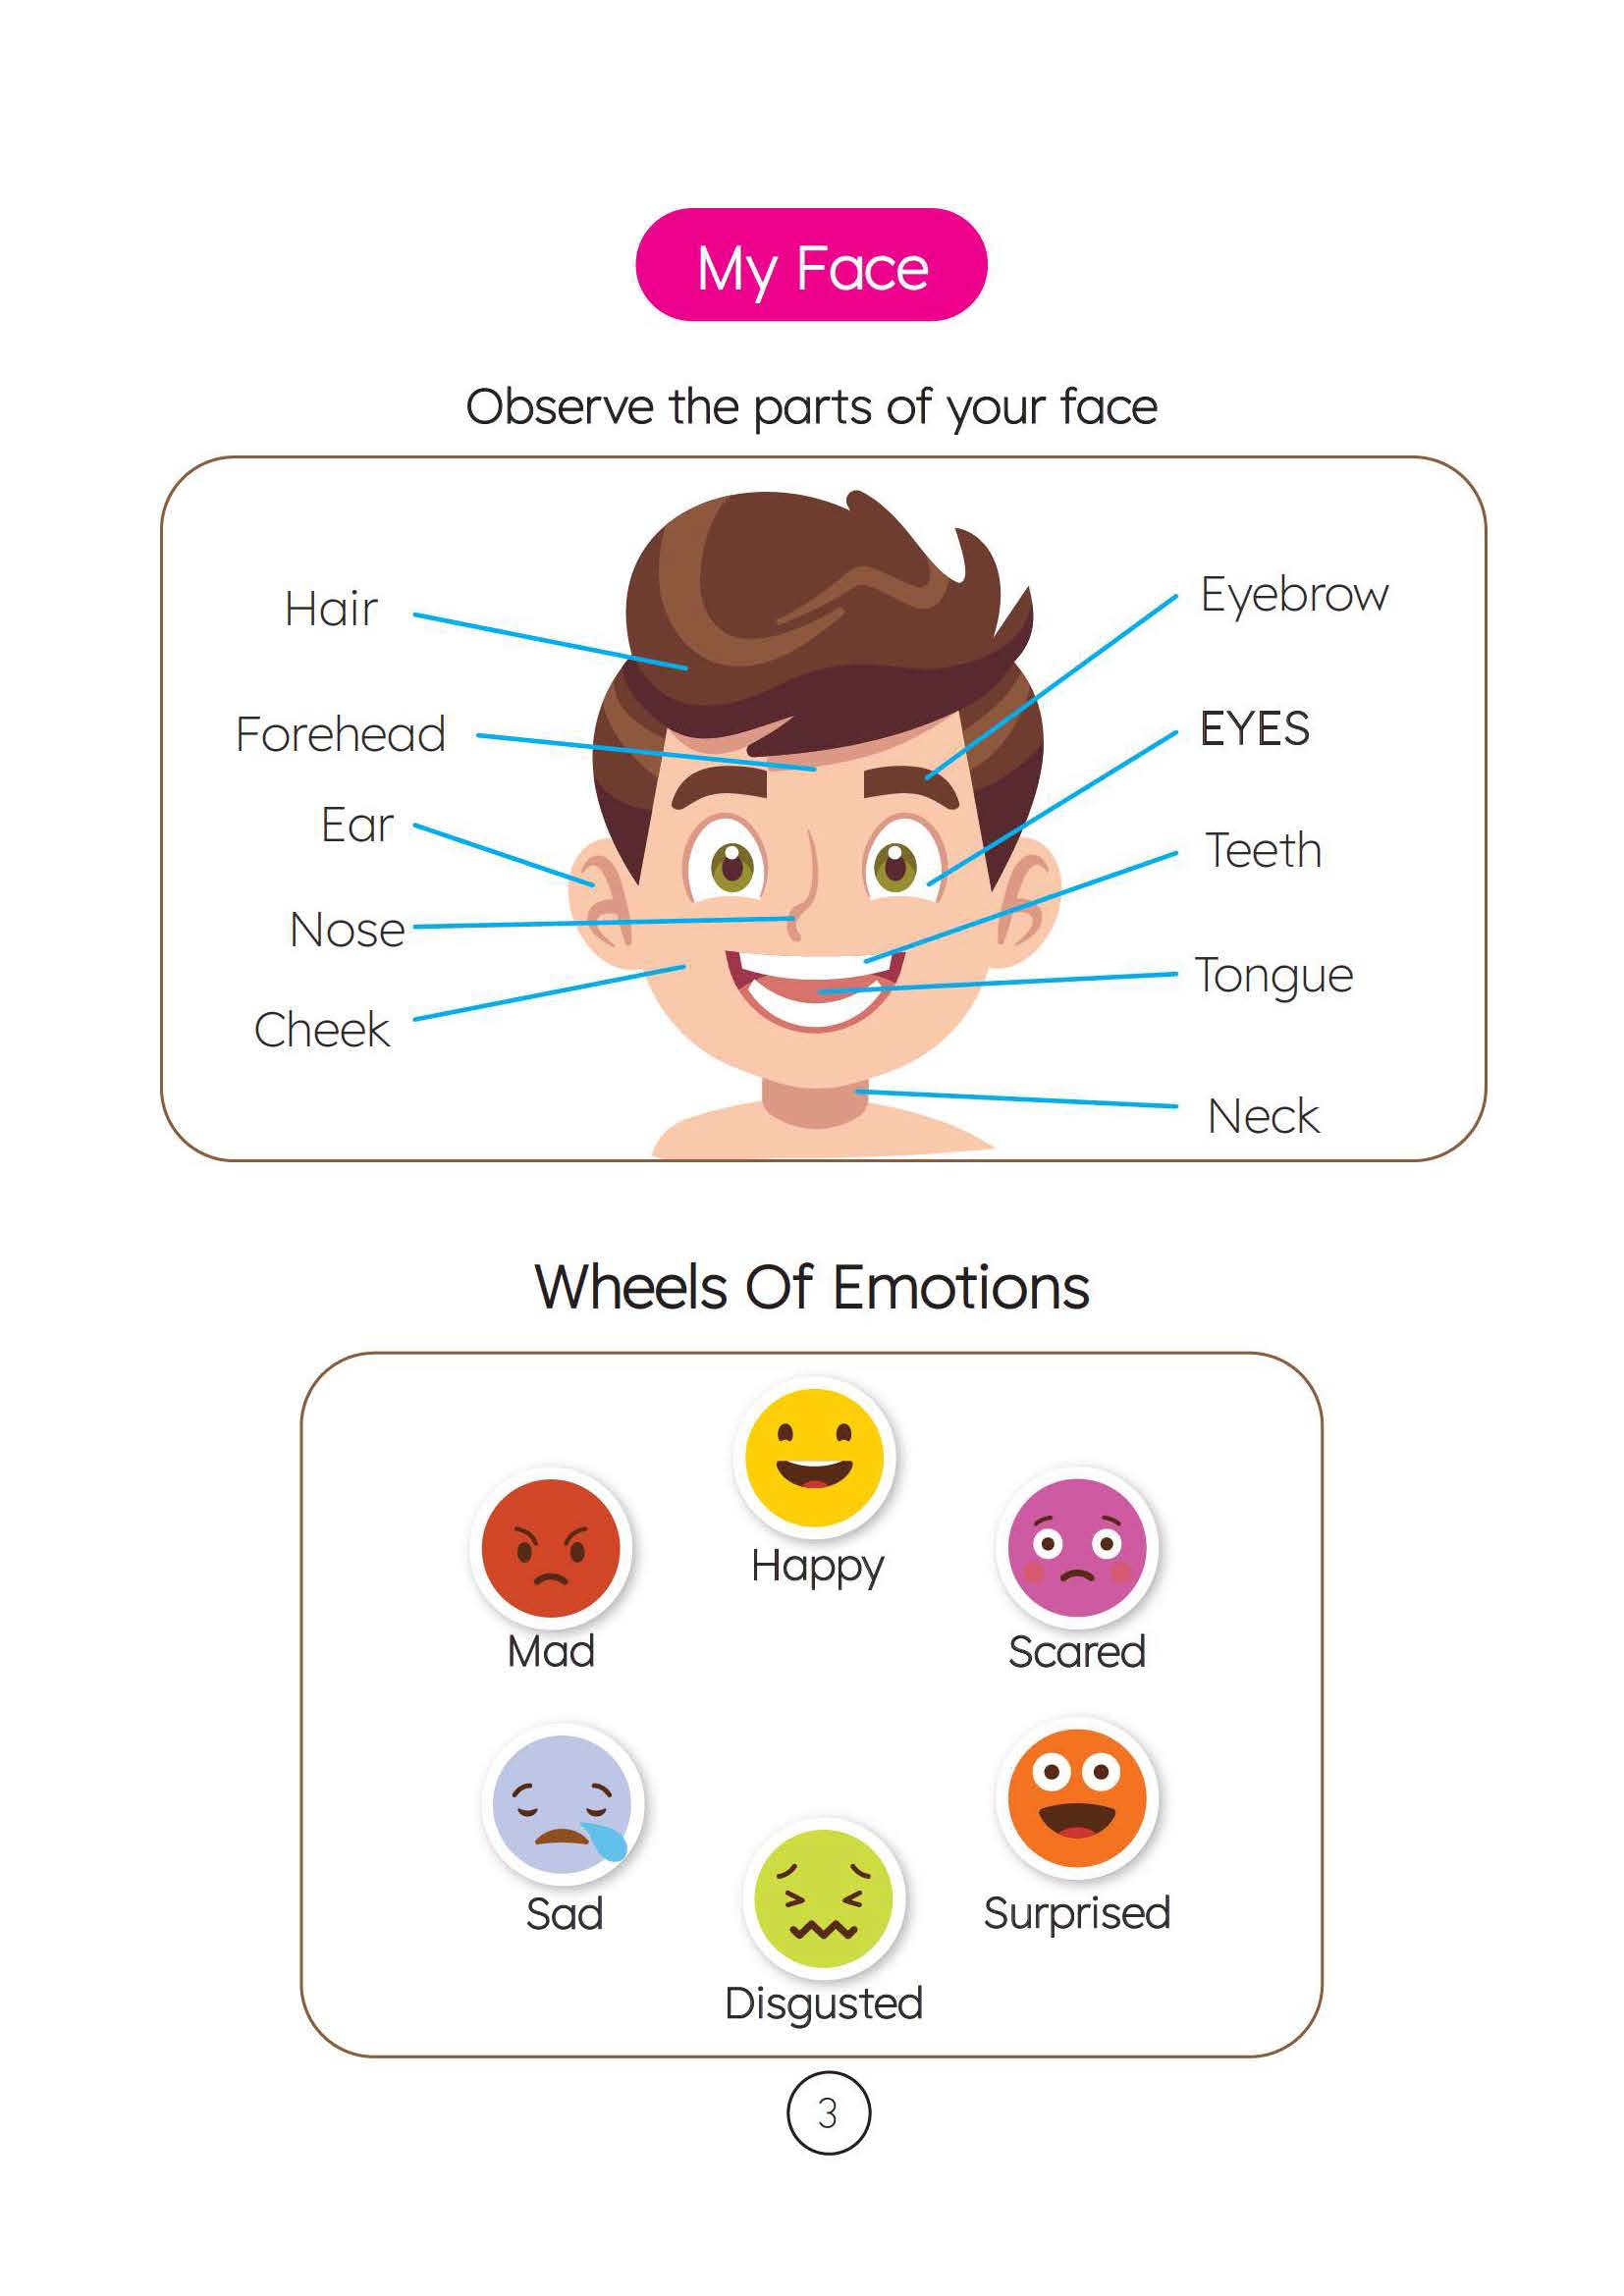 My Face
Observe the parts of your face
Hair
Forehead
Ear
Nose
Cheek
Eyebrow
EYES
Teeth
Tongue
Neck
Wheels Of Emotions
Happy
Mad
Scared
Sad
Surprised
Disgusted
3